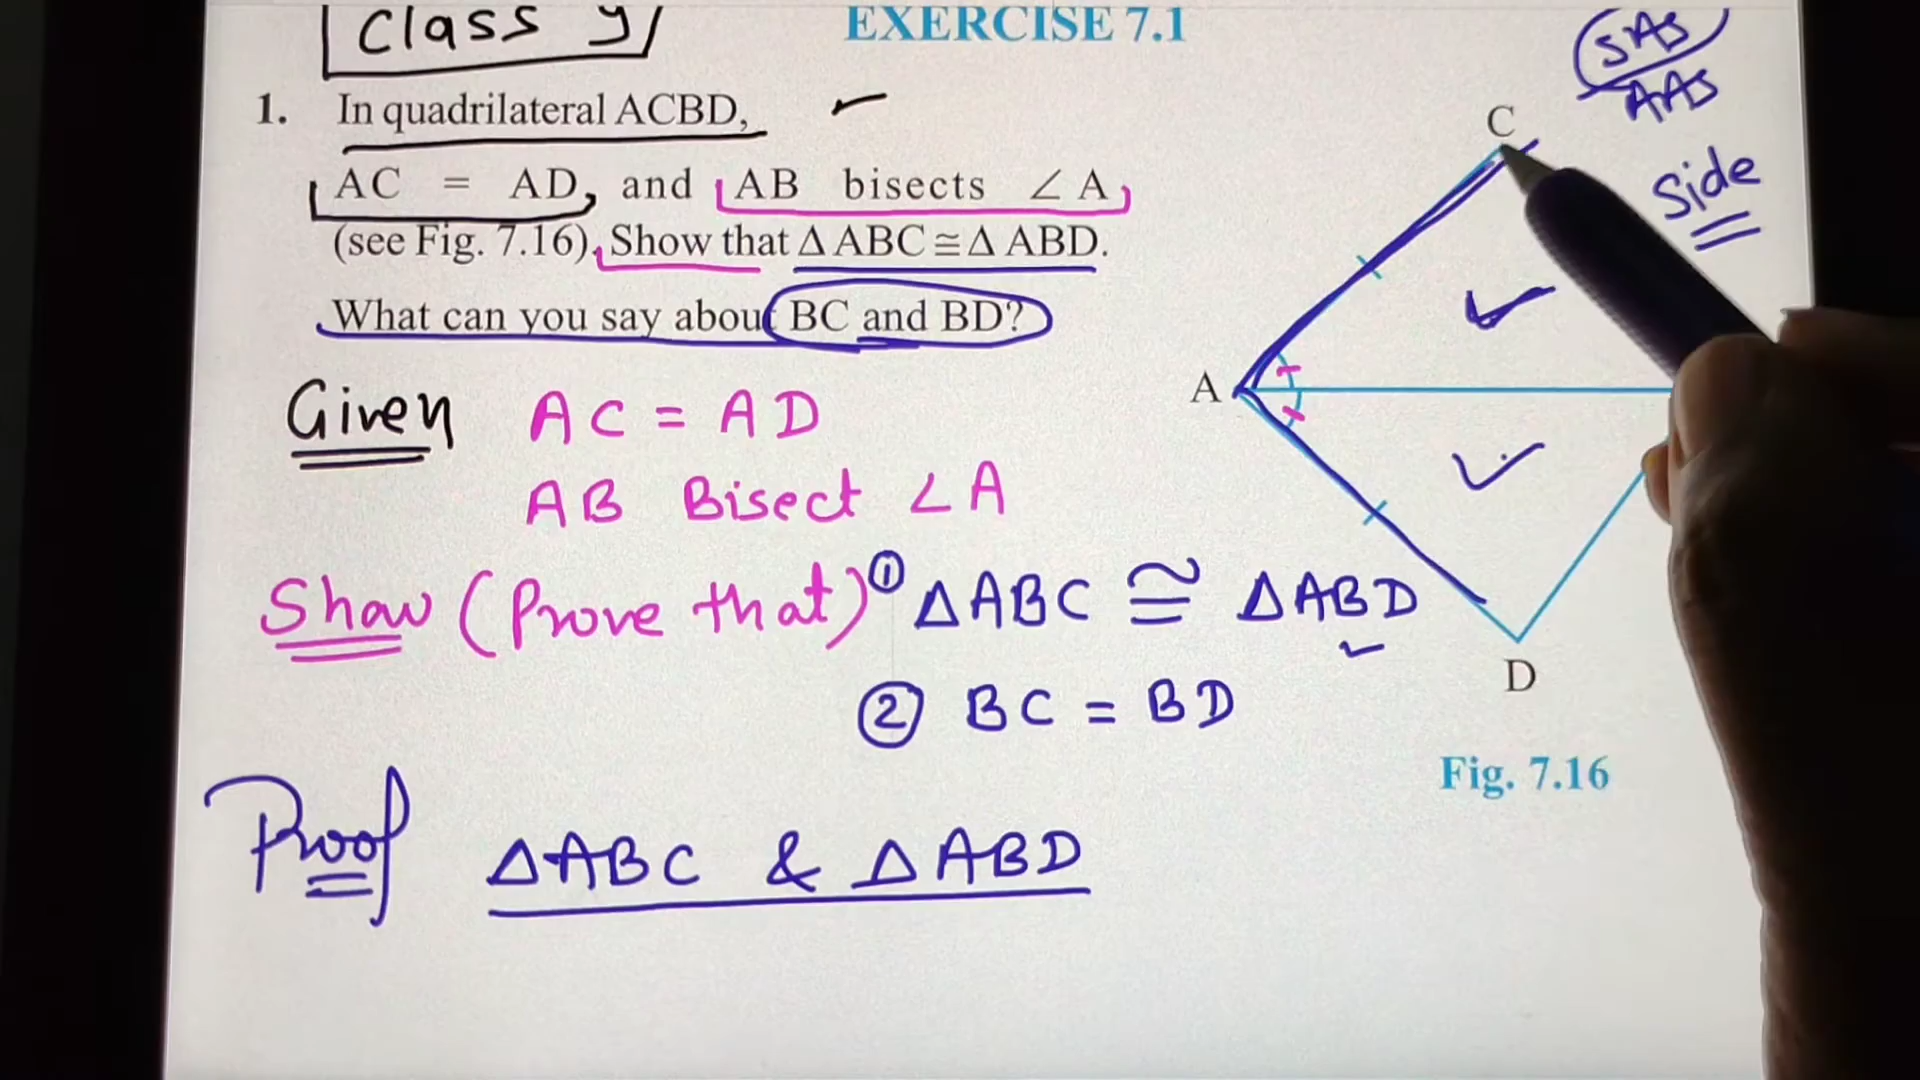 Class 9
EXERCISE 7.1
1. In quadrilateral ACBD,
AC = AD, and AB bisects ∠A
(see Fig. 7.16). Show that Δ ABC ≅ Δ ABD.
What can you say about BC and BD?
SAS
AAS
Side
C
A
D
Given AC = AD
AB Bisect ∠A
Show (Prove that) ① ΔABC ≅ ΔABD
② BC = BD
Fig. 7.16
Proof ΔABC & ΔABD